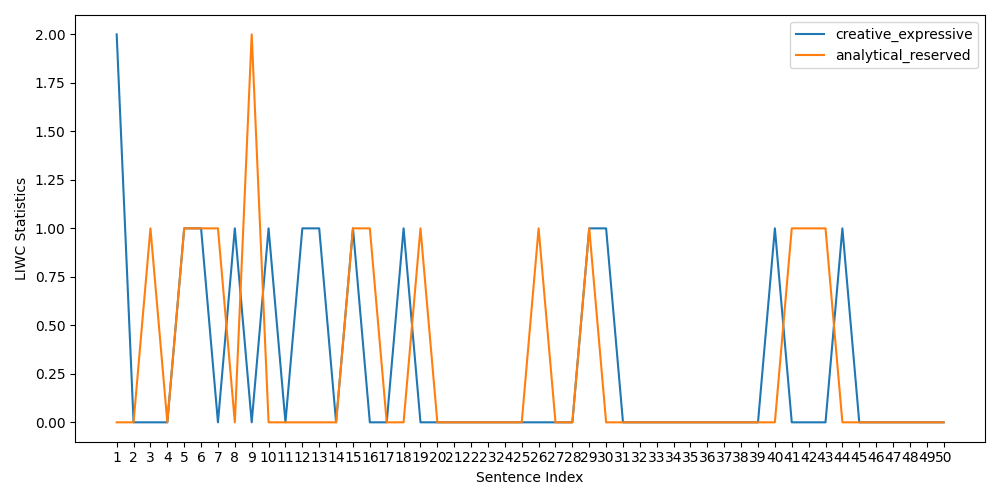 creative_expressive
analytical_reserved
2.00
1.75
1.50
1.25
1.00
0.75
0.50
0.25
0.00
LIWC Statistics
1 2 3 4 5 6 7 8 9 10 11 12 13 14 15 16 17 18 19 20 21 22 23 24 25 26 27 28 29 30 31 32 33 34 35 36 37 38 39 40 41 42 43 44 45 46 47 48 49 50
Sentence Index